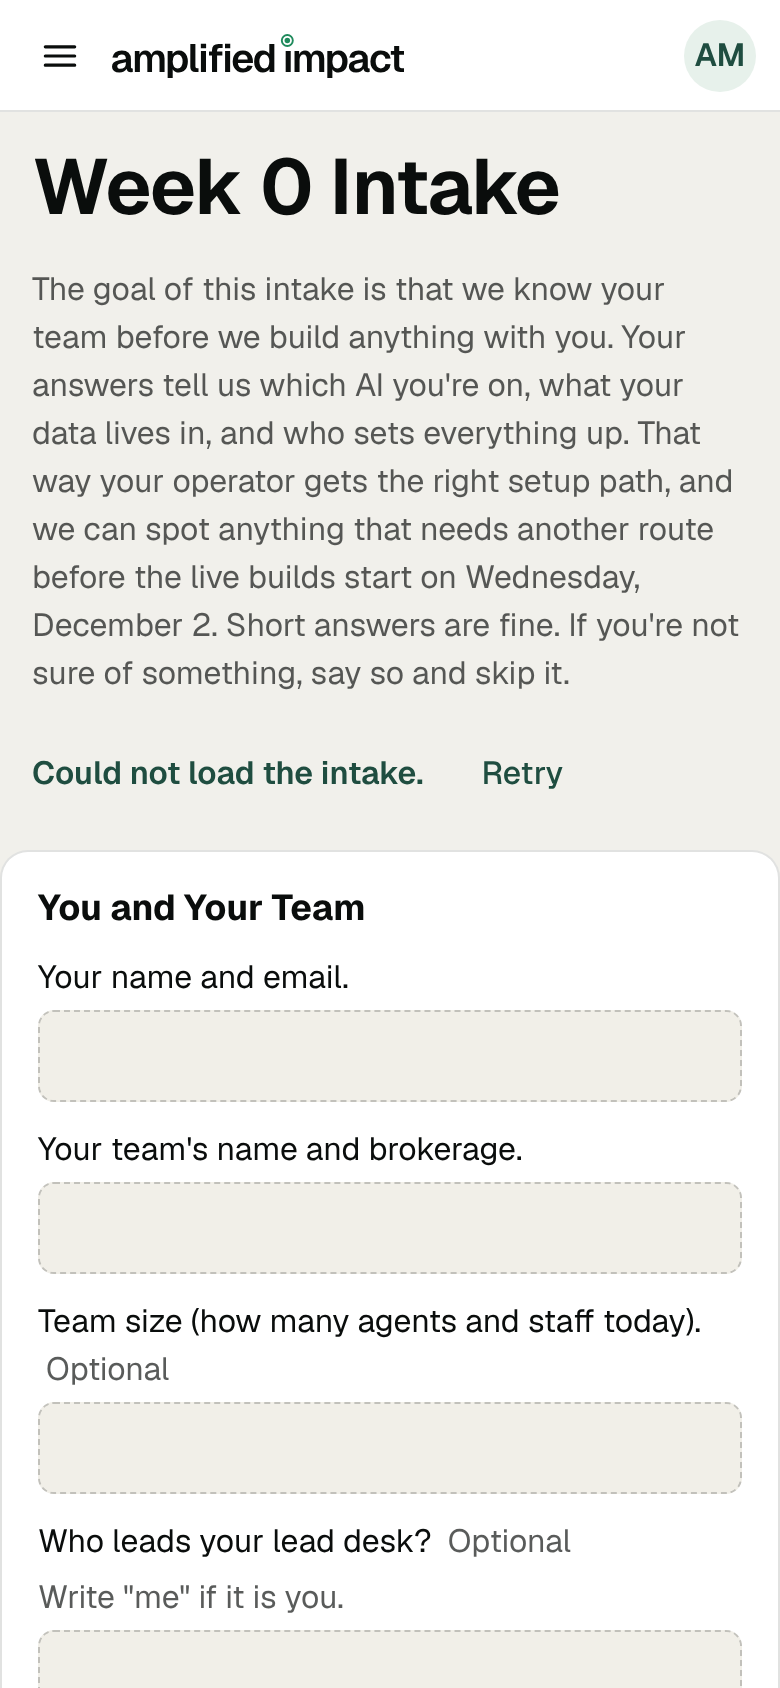 amplified impact
AM
Week 0 Intake
The goal of this intake is that we know your
team before we build anything with you. Your
answers tell us which AI you're on, what your
data lives in, and who sets everything up. That
way your operator gets the right setup path, and
we can spot anything that needs another route
before the live builds start on Wednesday,
December 2. Short answers are fine. If you're not
sure of something, say so and skip it.
Could not load the intake. Retry
You and Your Team
Your name and email.
Your team's name and brokerage.
Team size (how many agents and staff today).
Optional
Who leads your lead desk? Optional
Write "me" if it is you.